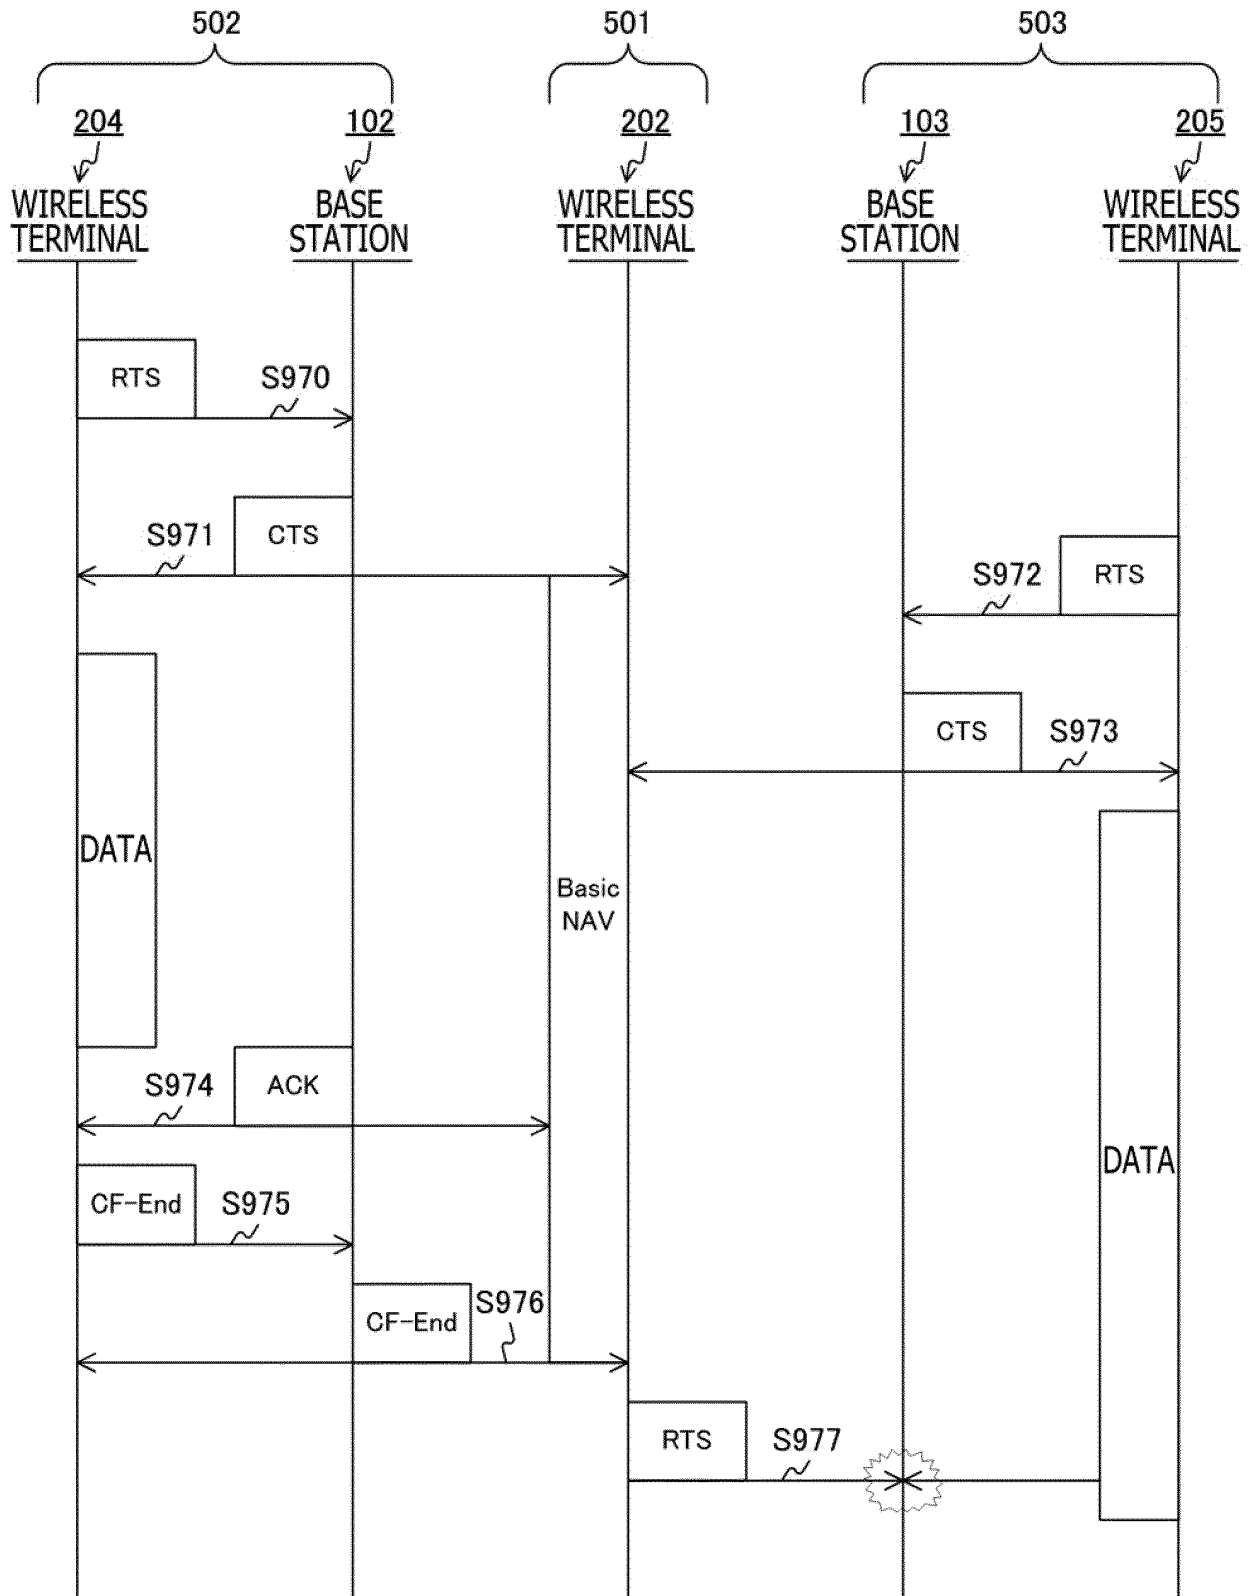 502
501
503
204
102
202
103
205
WIRELESS
TERMINAL
BASE
STATION
WIRELESS
TERMINAL
BASE
STATION
WIRELESS
TERMINAL
RTS
S970
S971
CTS
S972
RTS
CTS
S973
DATA
Basic
NAV
S974
ACK
DATA
CF-End
S975
CF-End
S976
RTS
S977